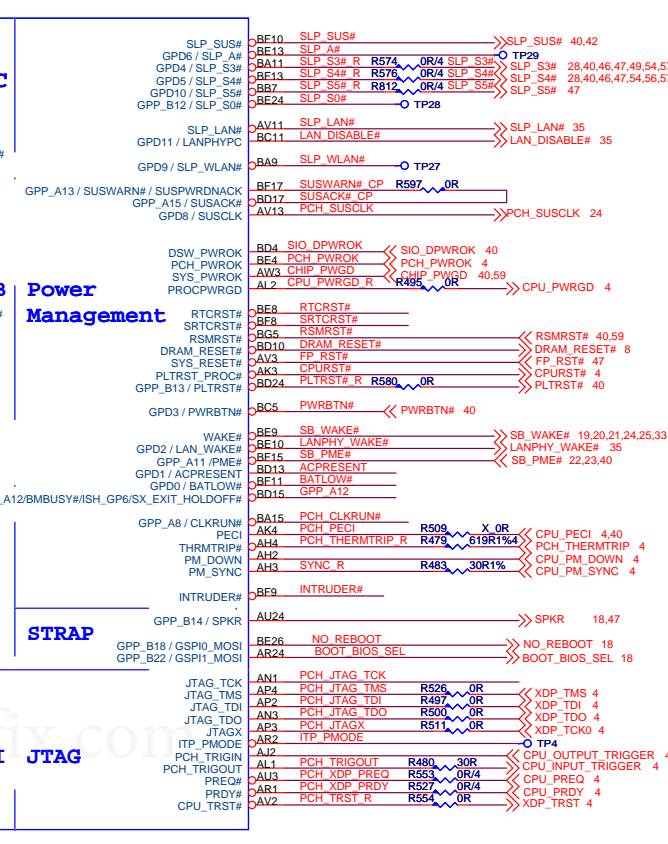 SLP_SUS# BE10 SLP_SUS# SLP_SUS# 40,42
GPD6 / SLP_A# BE13 SLP_A# TP29
GPD4 / SLP_S3# BA11 SLP_S3#_R R574 0R/4 SLP_S3# SLP_S3# 28,40,46,47,49,54,57
C GPD5 / SLP_S4# BF13 SLP_S4#_R R576 0R/4 SLP_S4# SLP_S4# 28,40,46,47,54,56,57
GPD10 / SLP_S5# BB7 SLP_S5#_R R812 0R/4 SLP_S5# SLP_S5# 47
GPP_B12 / SLP_S0# BE24 SLP_S0# TP28
SLP_LAN# AV11 SLP_LAN# SLP_LAN# 35
GPD11 / LANPHYPC BC11 LAN_DISABLE# LAN_DISABLE# 35
#
GPD9 / SLP_WLAN# BA9 SLP_WLAN# TP27
GPP_A13 / SUSWARN# / SUSPWRDNACK BF17 SUSWARN#_CP R597 0R
GPP_A15 / SUSACK# BD17 SUSACK#_CP
GPD8 / SUSCLK AV13 PCH_SUSCLK PCH_SUSCLK 24
DSW_PWROK BD4 SIO_DPWROK SIO_DPWROK 40
PCH_PWROK BE4 PCH_PWROK PCH_PWROK 4
SYS_PWROK AW3 CHIP_PWGD CHIP_PWGD 40,59
PROCPWRGD AL2 CPU_PWRGD_R R495 0R CPU_PWRGD 4
Power
Management
RTCRST# BE8 RTCRST#
SRTCRST# BF8 SRTCRST#
RSMRST# BG5 RSMRST# RSMRST# 40,59
DRAM_RESET# BD10 DRAM_RESET# DRAM_RESET# 8
SYS_RESET# AV3 FP_RST# FP_RST# 47
PLTRST_PROC# AK3 CPURST# CPURST# 4
GPP_B13 / PLTRST# BD24 PLTRST#_R R580 0R PLTRST# 40
GPD3 / PWRBTN# BC5 PWRBTN# PWRBTN# 40
WAKE# BE9 SB_WAKE# SB_WAKE# 19,20,21,24,25,33
GPD2 / LAN_WAKE# BE10 LANPHY_WAKE# LANPHY_WAKE# 35
GPP_A11 /PME# BF15 SB_PME# SB_PME# 22,23,40
GPD1 / ACPRESENT BD13 ACPRESENT
GPD0 / BATLOW# BF11 BATLOW#
_A12/BMBUSY#/ISH_GP6/SX_EXIT_HOLDOFF# BD15 GPP_A12
GPP_A8 / CLKRUN# BA15 PCH_CLKRUN#
PECI AK4 PCH_PECI R509 X_0R CPU_PECI 4,40
THRMTRIP# AH4 PCH_THERMTRIP_R R479 619R1%4 PCH_THERMTRIP 4
PM_DOWN AH2 CPU_PM_DOWN 4
PM_SYNC AH3 SYNC_R R483 30R1% CPU_PM_SYNC 4
INTRUDER# BF9 INTRUDER#
STRAP
GPP_B14 / SPKR AU24 SPKR 18,47
GPP_B18 / GSPI0_MOSI BE26 NO_REBOOT NO_REBOOT 18
GPP_B22 / GSPI1_MOSI AR24 BOOT_BIOS_SEL BOOT_BIOS_SEL 18
JTAG_TCK AN1 PCH_JTAG_TCK
JTAG_TMS AP4 PCH_JTAG_TMS R526 0R XDP_TMS 4
JTAG_TDI AP2 PCH_JTAG_TDI R497 0R XDP_TDI 4
JTAG_TDO AN3 PCH_JTAG_TDO R500 0R XDP_TDO 4
JTAGX AP3 PCH_JTAGX R511 0R XDP_TCK0 4
ITP_PMODE AR2 ITP_PMODE TP4
JTAG
PCH_TRIGIN AJ2 CPU_OUTPUT_TRIGGER 4
PCH_TRIGOUT AL1 PCH_TRIGOUT R480 30R CPU_INPUT_TRIGGER 4
PREQ# AU3 PCH_XDP_PREQ R553 0R/4 CPU_PREQ 4
PRDY# AR1 PCH_XDP_PRDY R527 0R/4 CPU_PRDY 4
CPU_TRST# AV2 PCH_TRST_R R554 0R XDP_TRST 4
fix.com